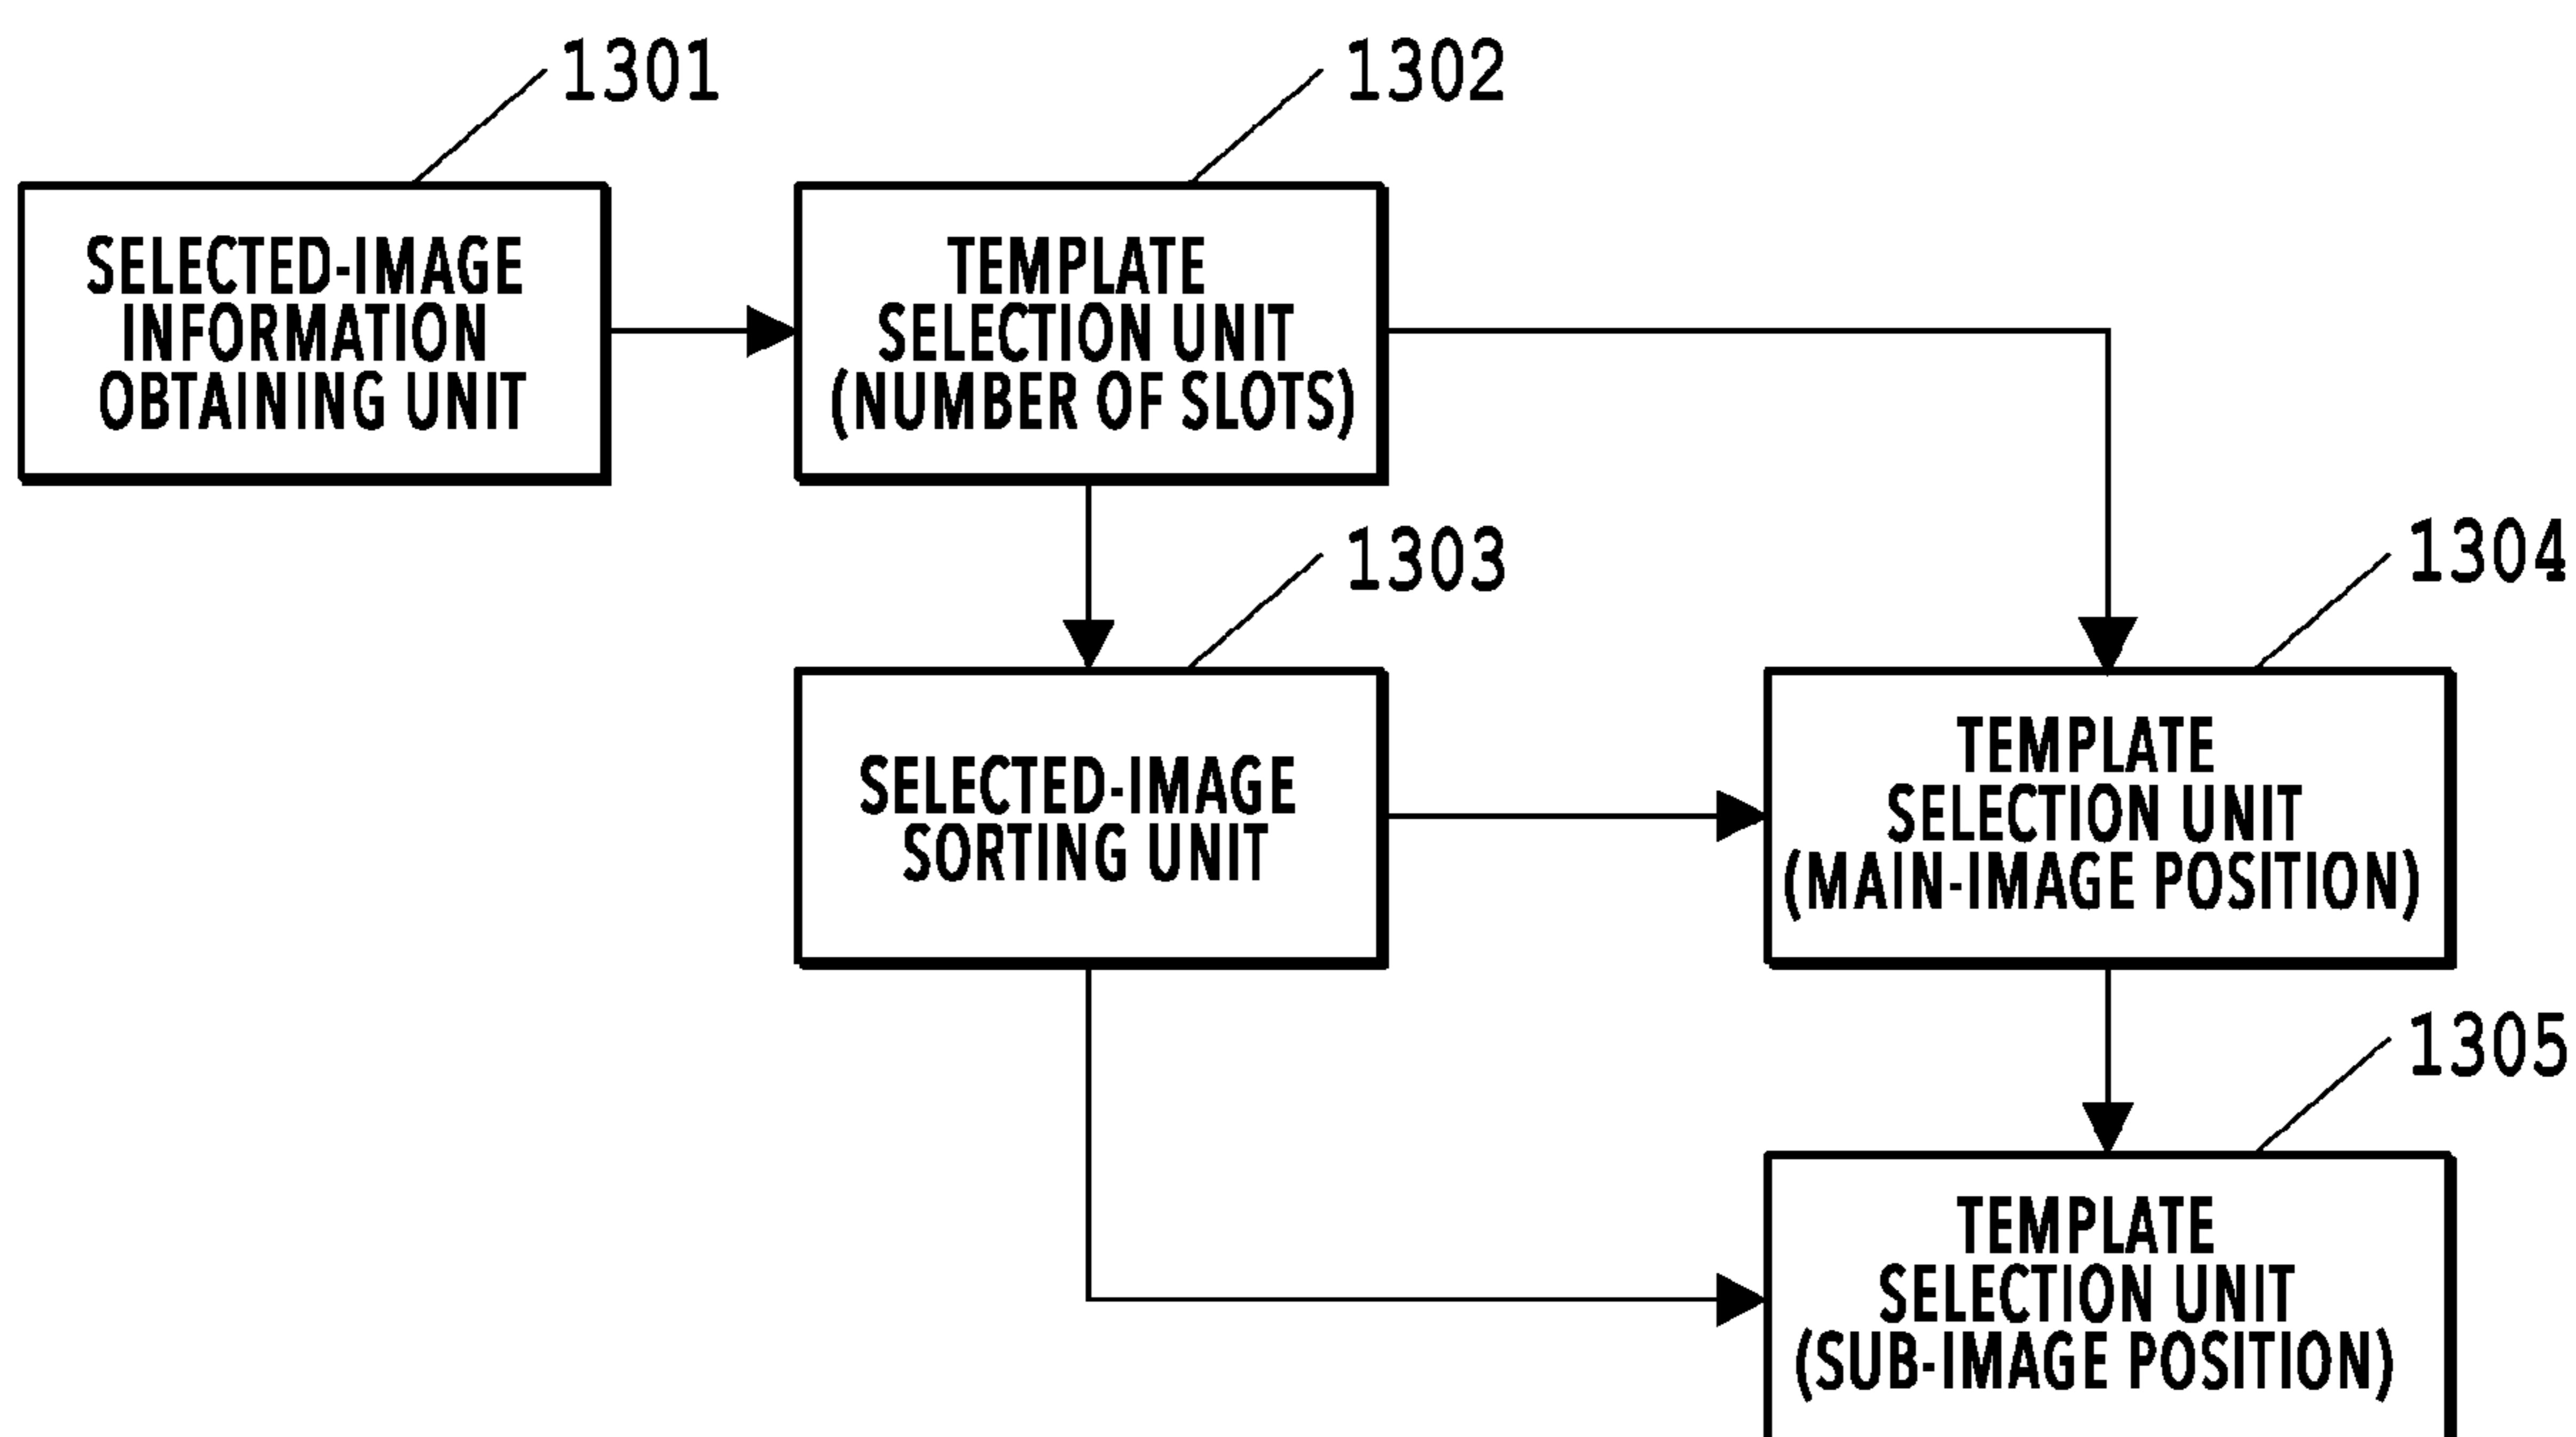 1301
1302
SELECTED-IMAGE
INFORMATION
OBTAINING UNIT
TEMPLATE
SELECTION UNIT
(NUMBER OF SLOTS)
1303
1304
SELECTED-IMAGE
SORTING UNIT
TEMPLATE
SELECTION UNIT
(MAIN-IMAGE POSITION)
1305
TEMPLATE
SELECTION UNIT
(SUB-IMAGE POSITION)